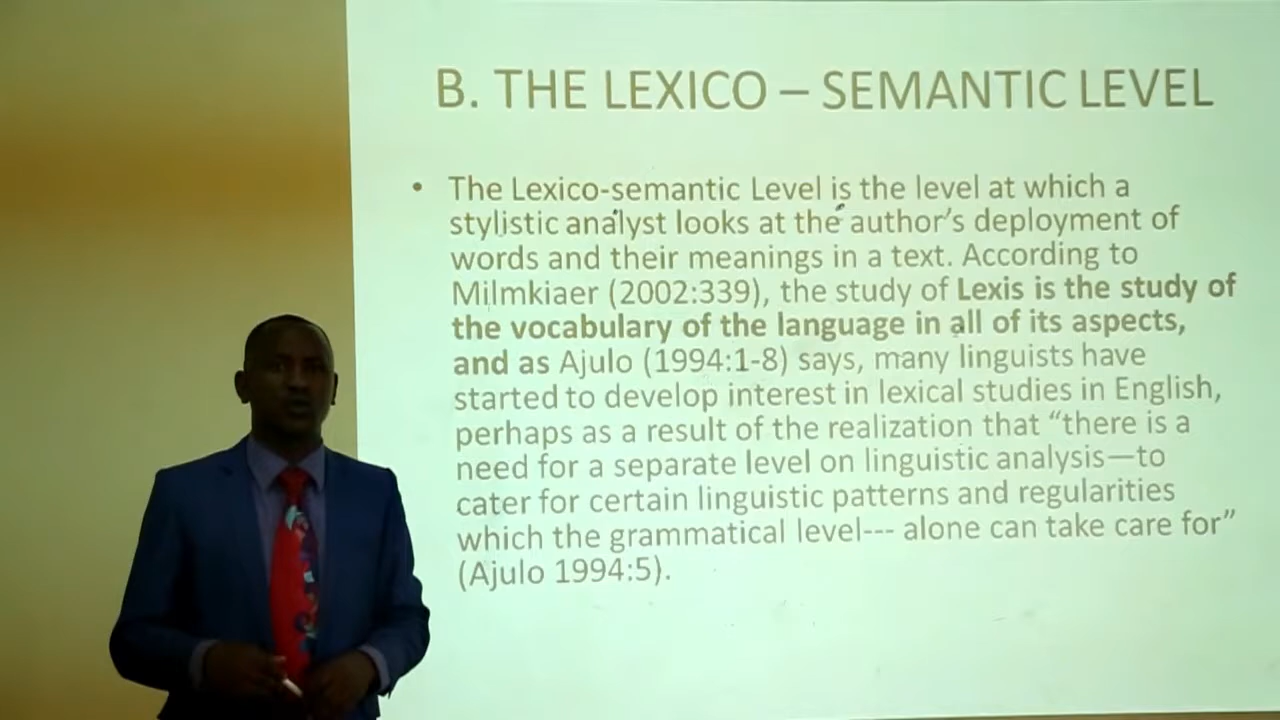 B. THE LEXICO – SEMANTIC LEVEL
• The Lexico-semantic Level is the level at which a
stylistic analyst looks at the author’s deployment of
words and their meanings in a text. According to
Milmkiaer (2002:339), the study of Lexis is the study of
the vocabulary of the language in all of its aspects,
and as Ajulo (1994:1-8) says, many linguists have
started to develop interest in lexical studies in English,
perhaps as a result of the realization that “there is a
need for a separate level on linguistic analysis—to
cater for certain linguistic patterns and regularities
which the grammatical level--- alone can take care for”
(Ajulo 1994:5).